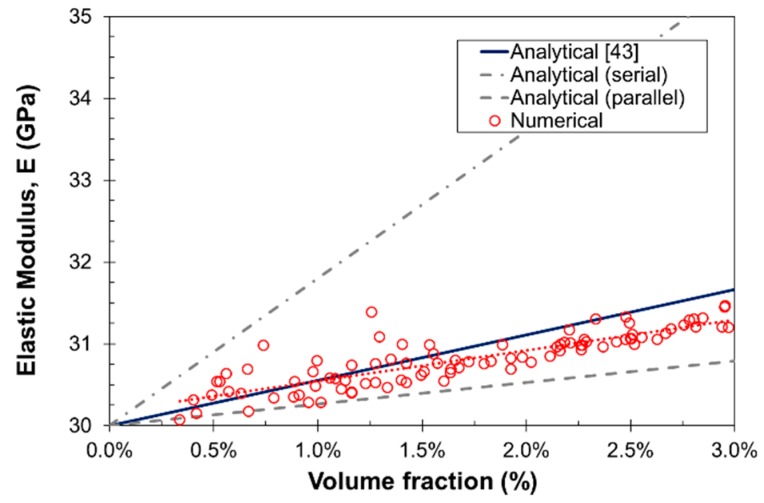 35
34
33
32
31
30
Elastic Modulus, E (GPa)
Analytical [43]
Analytical (serial)
Analytical (parallel)
Numerical
0.0%
0.5%
1.0%
1.5%
2.0%
2.5%
3.0%
Volume fraction (%)